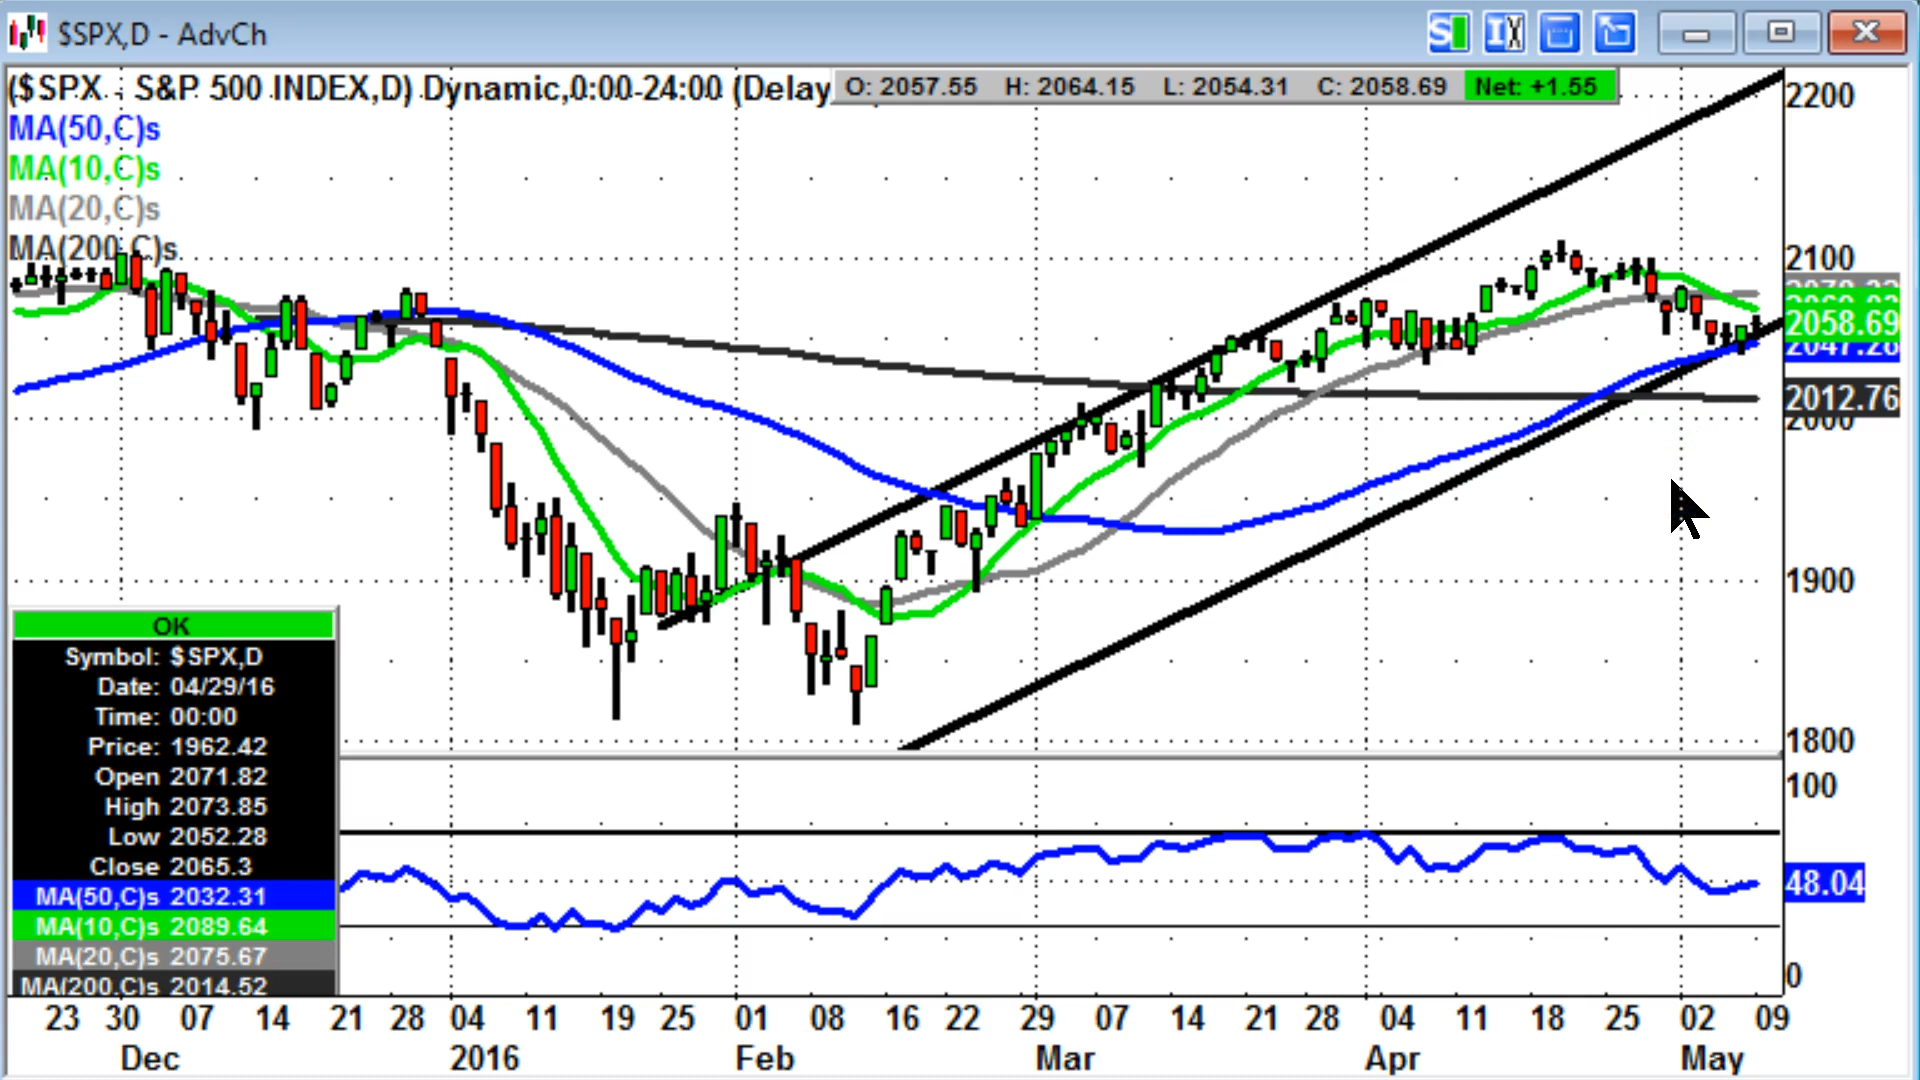 $SPX,D - AdvCh
($SPX - S&P 500 INDEX,D) Dynamic,0:00-24:00 (Delay
O: 2057.55 H: 2064.15 L: 2054.31 C: 2058.69 Net: +1.55
MA(50,C)s
MA(10,C)s
MA(20,C)s
MA(200,C)s
2200
2100
2058.69
2047.28
2012.76
2000
1900
1800
100
48.04
0
OK
Symbol: $SPX,D
Date: 04/29/16
Time: 00:00
Price: 1962.42
Open 2071.82
High 2073.85
Low 2052.28
Close 2065.3
MA(50,C)s 2032.31
MA(10,C)s 2089.64
MA(20,C)s 2075.67
MA(200,C)s 2014.52
23 30 07 14 21 28 04 11 19 25 01 08 16 22 29 07 14 21 28 04 11 18 25 02 09
Dec 2016 Feb Mar Apr May